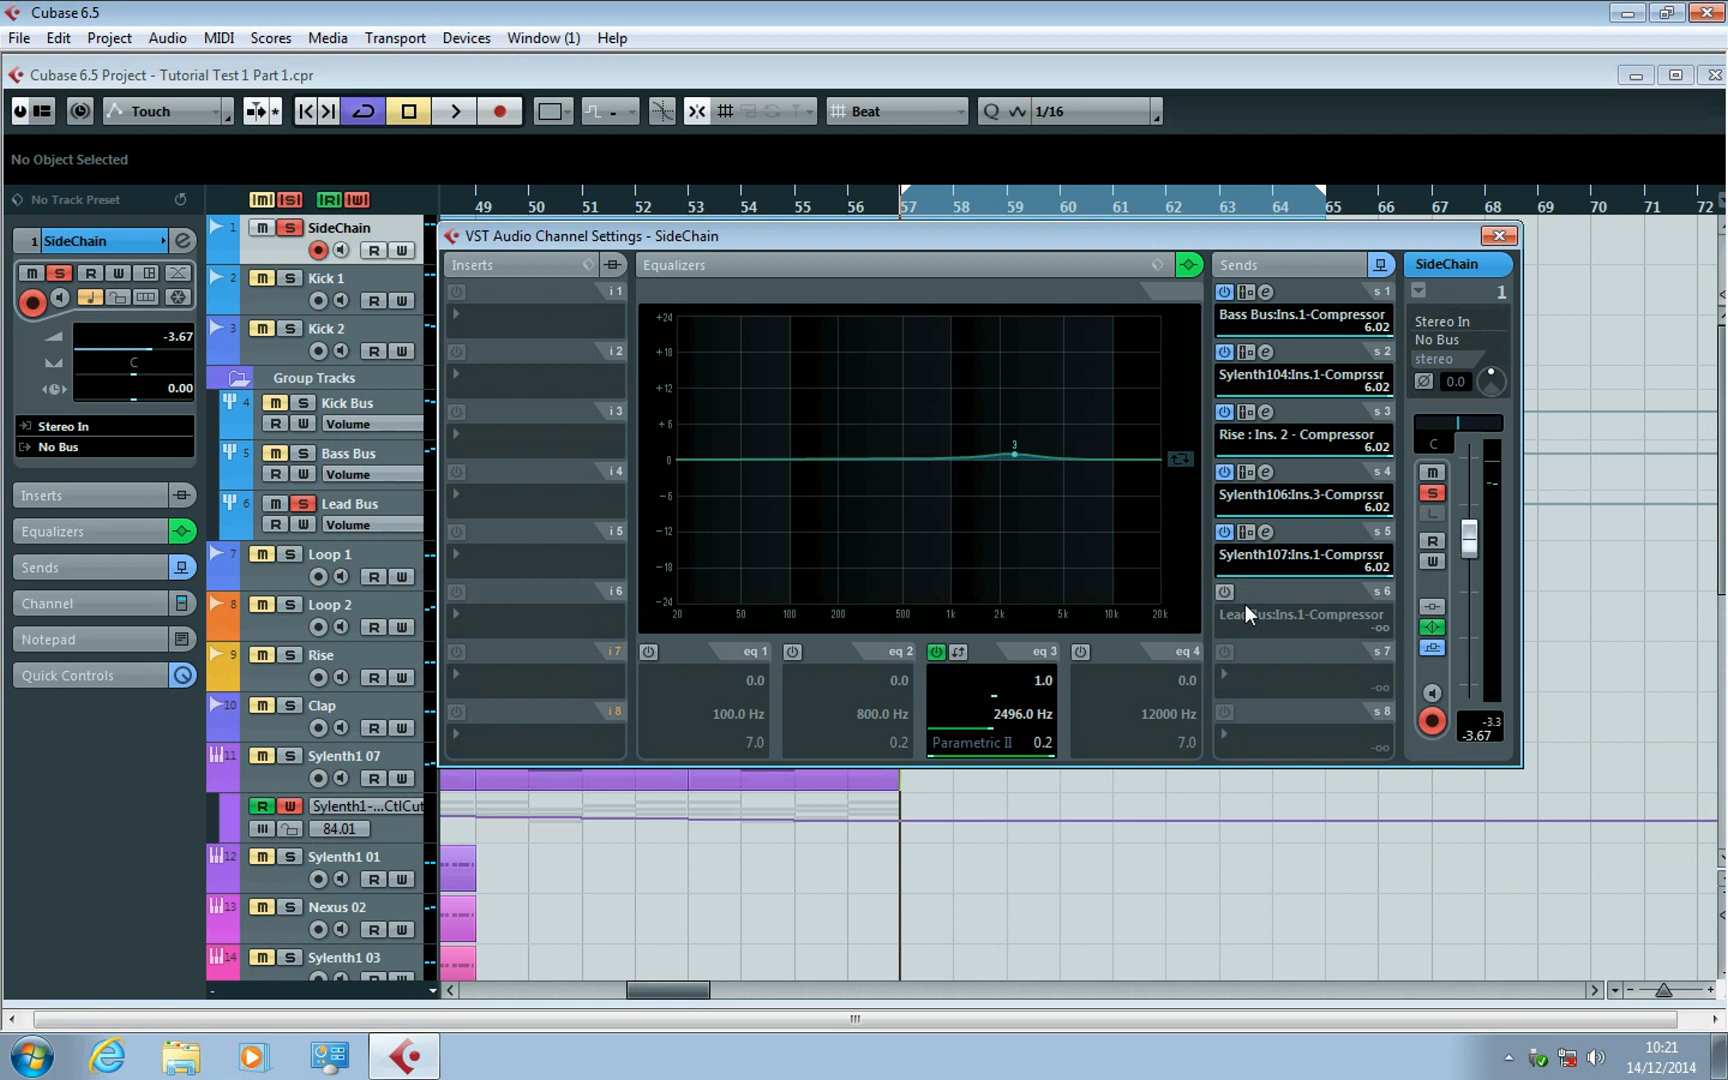 Cubase 6.5
File Edit Project Audio MIDI Scores Media Transport Devices Window (1) Help
Cubase 6.5 Project - Tutorial Test 1 Part 1.cpr
Touch Beat Q 1/16
No Object Selected
No Track Preset
[M] [S] [R] [W]
49 50 51 52 53 54 55 56 57 58 59 60 61 62 63 64 65 66 67 68 69 70 71 72
1 SideChain
M S R W
-3.67
C
0.00
Stereo In
No Bus
Inserts
Equalizers
Sends
Channel
Notepad
Quick Controls
1 M S SideChain
R W
2 M S Kick 1
R W
3 M S Kick 2
R W
Group Tracks
4 M S Kick Bus
R W Volume
5 M S Bass Bus
R W Volume
6 M S Lead Bus
R W Volume
7 M S Loop 1
R W
8 M S Loop 2
R W
9 M S Rise
R W
10 M S Clap
R W
11 M S Sylenth1 07
R W
R W Sylenth1-...CtlCut
84.01
12 M S Sylenth1 01
R W
13 M S Nexus 02
R W
14 M S Sylenth1 03
R W
VST Audio Channel Settings - SideChain
Inserts
i 1
i 2
i 3
i 4
i 5
i 6
i 7
i 8
Equalizers
+24
+18
+12
+6
0
-6
-12
-18
-24
3
20 50 100 200 500 1k 2k 5k 10k 20k
eq 1 eq 2 eq 3 eq 4
0.0 0.0 1.0 0.0
100.0 Hz 800.0 Hz 2496.0 Hz 12000 Hz
7.0 0.2 Parametric II 0.2 7.0
Sends
e s 1
Bass Bus:Ins.1-Compressor
6.02
e s 2
Sylenth104:Ins.1-Comprssr
6.02
e s 3
Rise : Ins. 2 - Compressor
6.02
e s 4
Sylenth106:Ins.3-Comprssr
6.02
e s 5
Sylenth107:Ins.1-Comprssr
6.02
s 6
Lead Bus:Ins.1-Compressor
-oo
s 7
-oo
s 8
-oo
SideChain
1
Stereo In
No Bus
stereo
0.0
C
M
S
L
R
W
-3.3
-3.67
10:21
14/12/2014